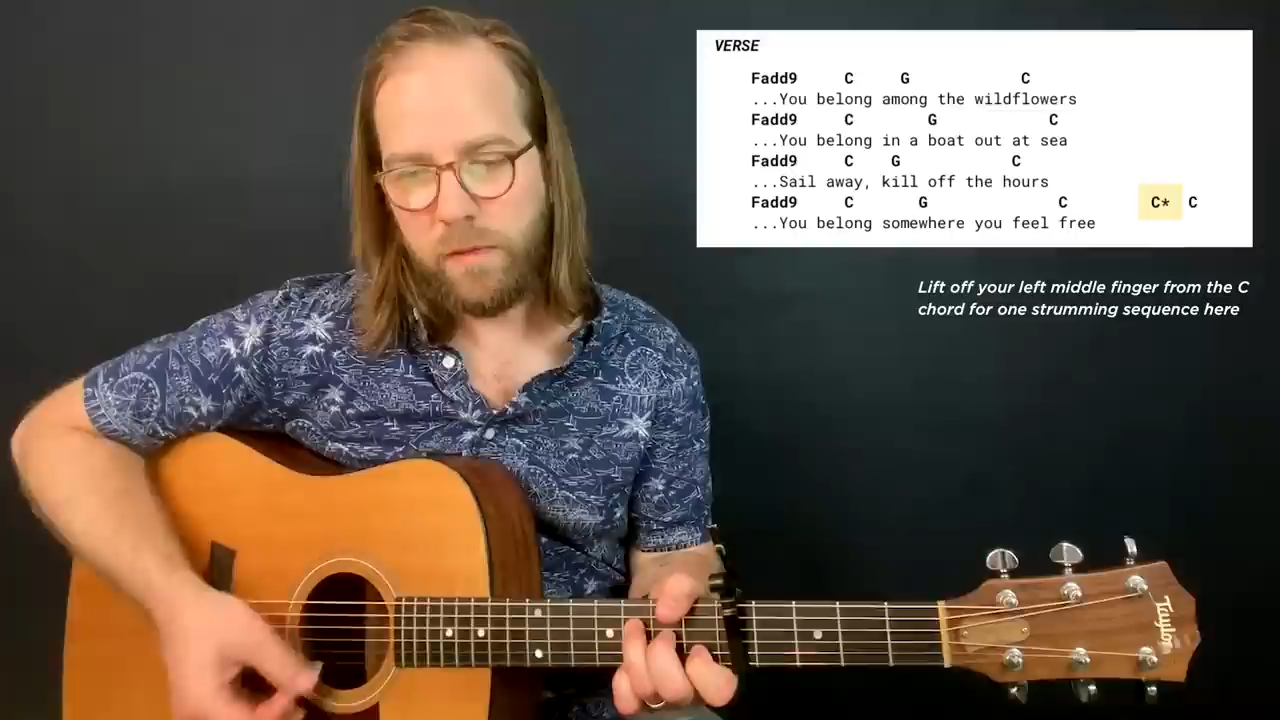 VERSE
Fadd9 C G C
...You belong among the wildflowers
Fadd9 C G C
...You belong in a boat out at sea
Fadd9 C G C
...Sail away, kill off the hours
Fadd9 C G C C* C
...You belong somewhere you feel free
Lift off your left middle finger from the C
chord for one strumming sequence here
Taylor